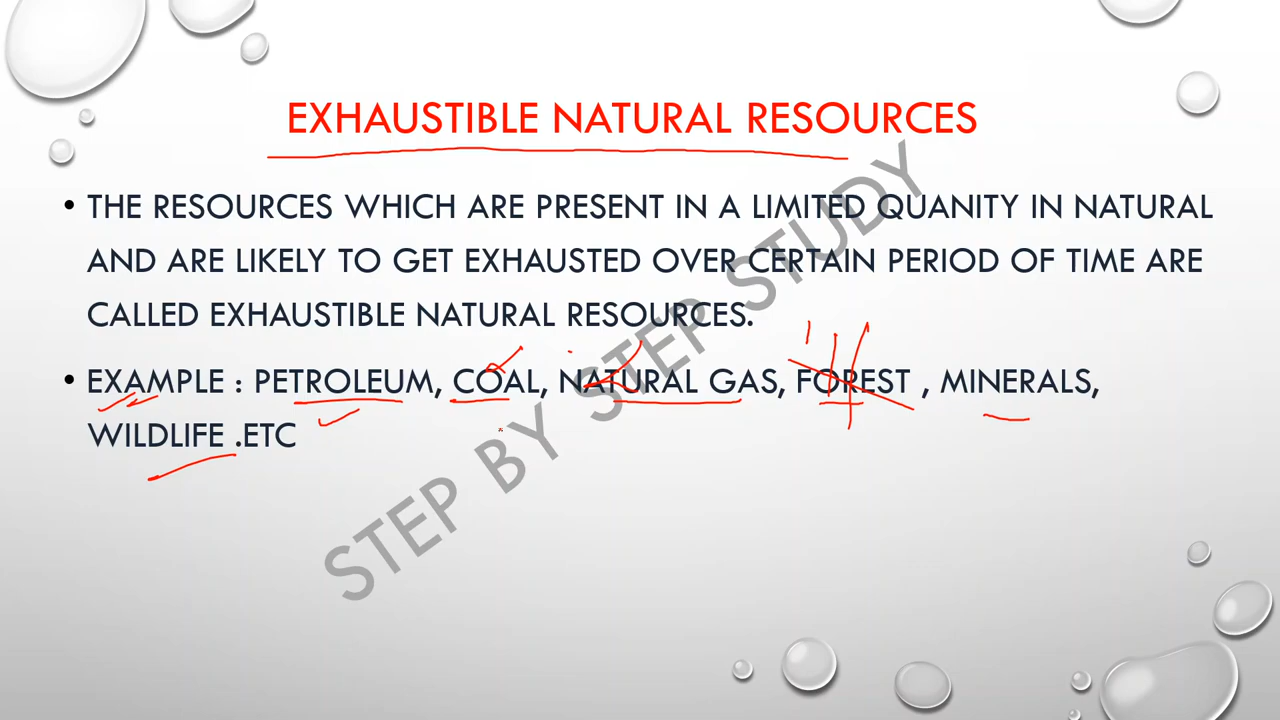 EXHAUSTIBLE NATURAL RESOURCES
• THE RESOURCES WHICH ARE PRESENT IN A LIMITED QUANITY IN NATURAL
AND ARE LIKELY TO GET EXHAUSTED OVER CERTAIN PERIOD OF TIME ARE
CALLED EXHAUSTIBLE NATURAL RESOURCES.
• EXAMPLE : PETROLEUM, COAL, NATURAL GAS, FOREST , MINERALS,
WILDLIFE .ETC
STEP BY STEP STUDY